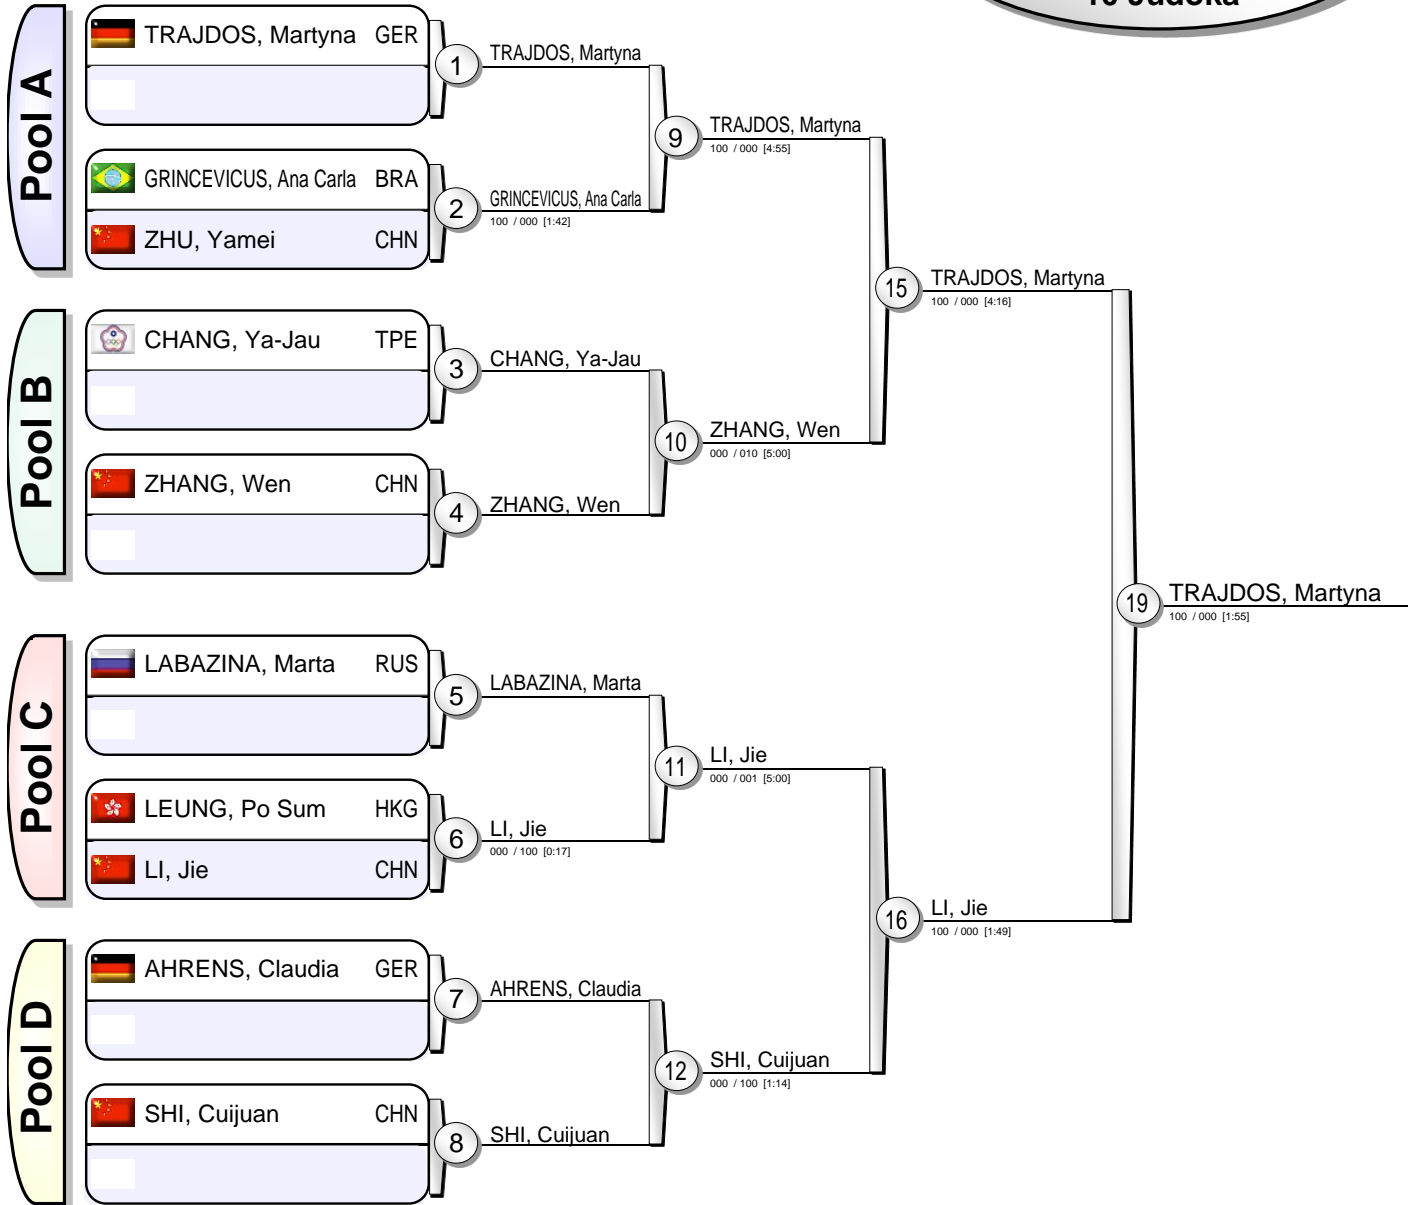 10 Judoka
Pool A
TRAJDOS, Martyna GER
GRINCEVICUS, Ana Carla BRA
ZHU, Yamei CHN
1
TRAJDOS, Martyna
2
GRINCEVICUS, Ana Carla
100 / 000 [1:42]
9
TRAJDOS, Martyna
100 / 000 [4:55]
Pool B
CHANG, Ya-Jau TPE
ZHANG, Wen CHN
3
CHANG, Ya-Jau
4
ZHANG, Wen
10
ZHANG, Wen
000 / 010 [5:00]
15
TRAJDOS, Martyna
100 / 000 [4:16]
Pool C
LABAZINA, Marta RUS
LEUNG, Po Sum HKG
LI, Jie CHN
5
LABAZINA, Marta
6
LI, Jie
000 / 100 [0:17]
11
LI, Jie
000 / 001 [5:00]
Pool D
AHRENS, Claudia GER
SHI, Cuijuan CHN
7
AHRENS, Claudia
8
SHI, Cuijuan
12
SHI, Cuijuan
000 / 100 [1:14]
16
LI, Jie
100 / 000 [1:49]
19
TRAJDOS, Martyna
100 / 000 [1:55]